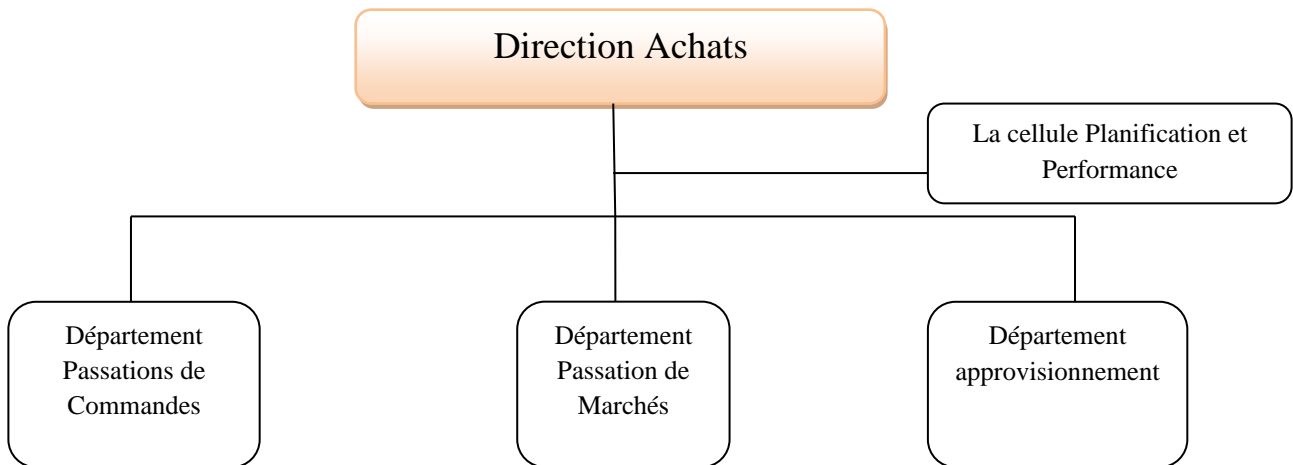 Direction Achats
La cellule Planification et
Performance
Département
Passations de
Commandes
Département
Passation de
Marchés
Département
approvisionnement